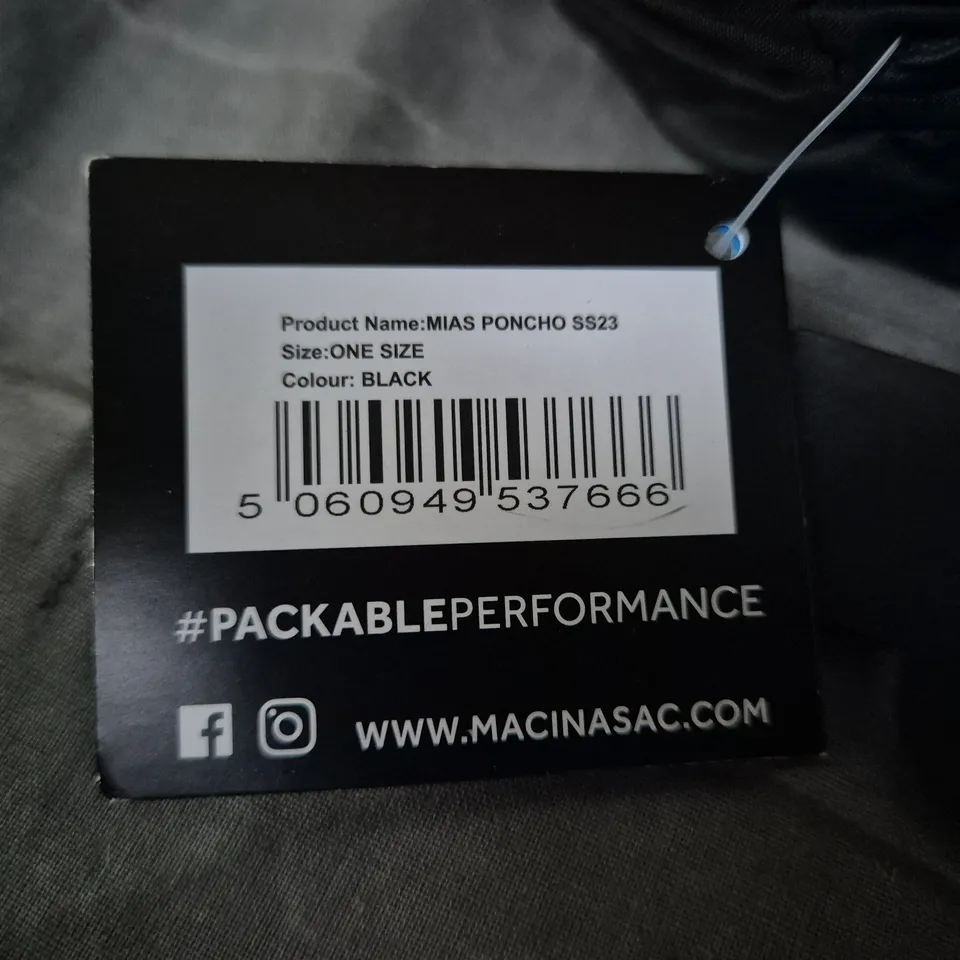 Product Name:MIAS PONCHO SS23
Size:ONE SIZE
Colour: BLACK
5 060949 537666
#PACKABLEPERFORMANCE
WWW.MACINASAC.COM